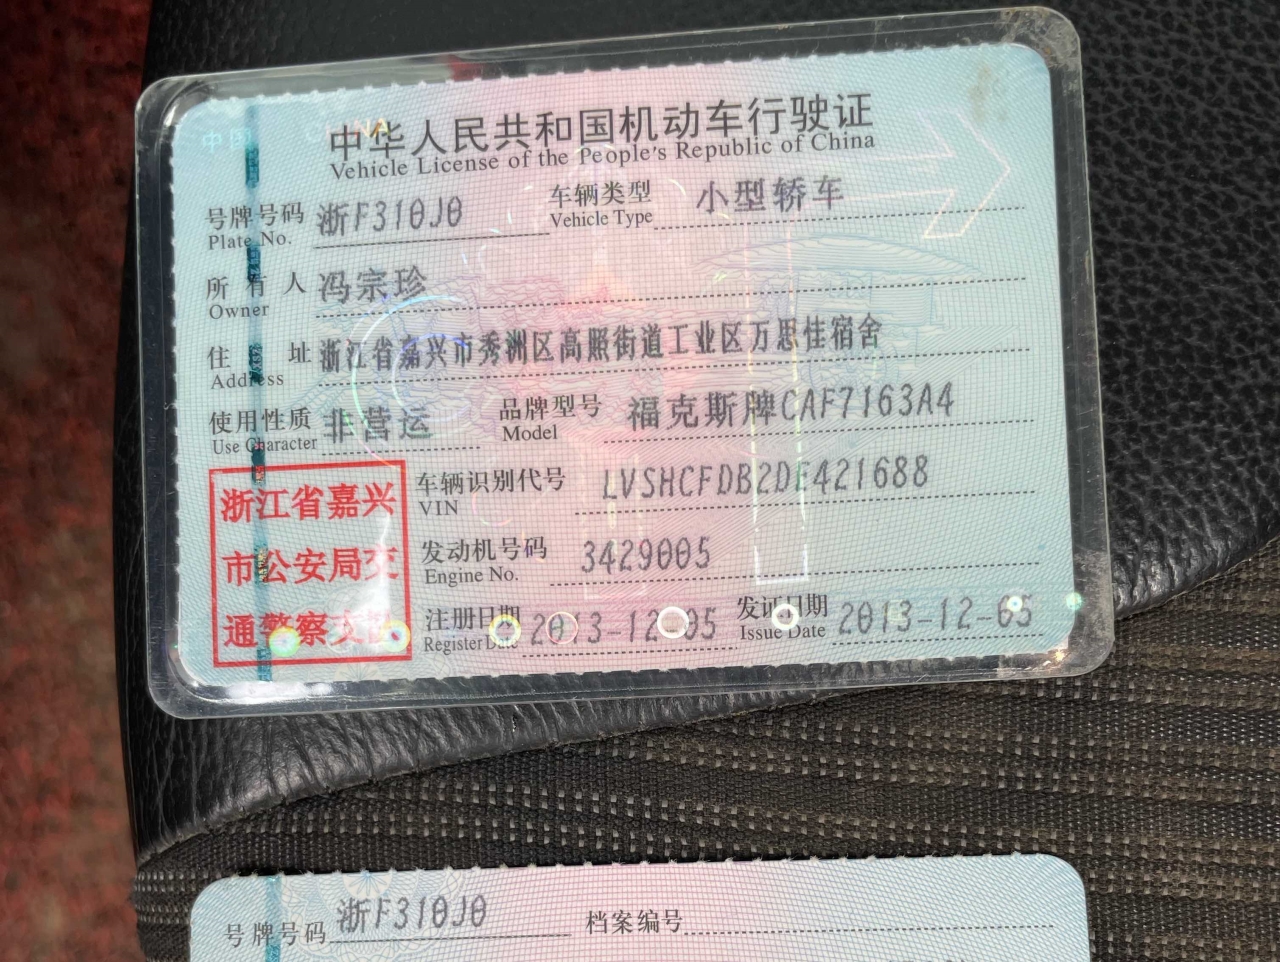 中国 CHINA
中华人民共和国机动车行驶证
Vehicle License of the People's Republic of China
号牌号码 浙F310J0 车辆类型 小型轿车
Plate No. Vehicle Type
所有人 冯宗珍
Owner
住址 浙江省嘉兴市秀洲区高照街道工业区万思佳宿舍
Address
使用性质 非营运 品牌型号 福克斯牌CAF7163A4
Use Character Model
浙江省嘉兴市公安局交通警察支队
车辆识别代号 LVSHCFDB2DE421688
VIN
发动机号码 3429005
Engine No.
注册日期 2013-12-05 发证日期 2013-12-05
Register Date Issue Date
号牌号码 浙F310J0 档案编号